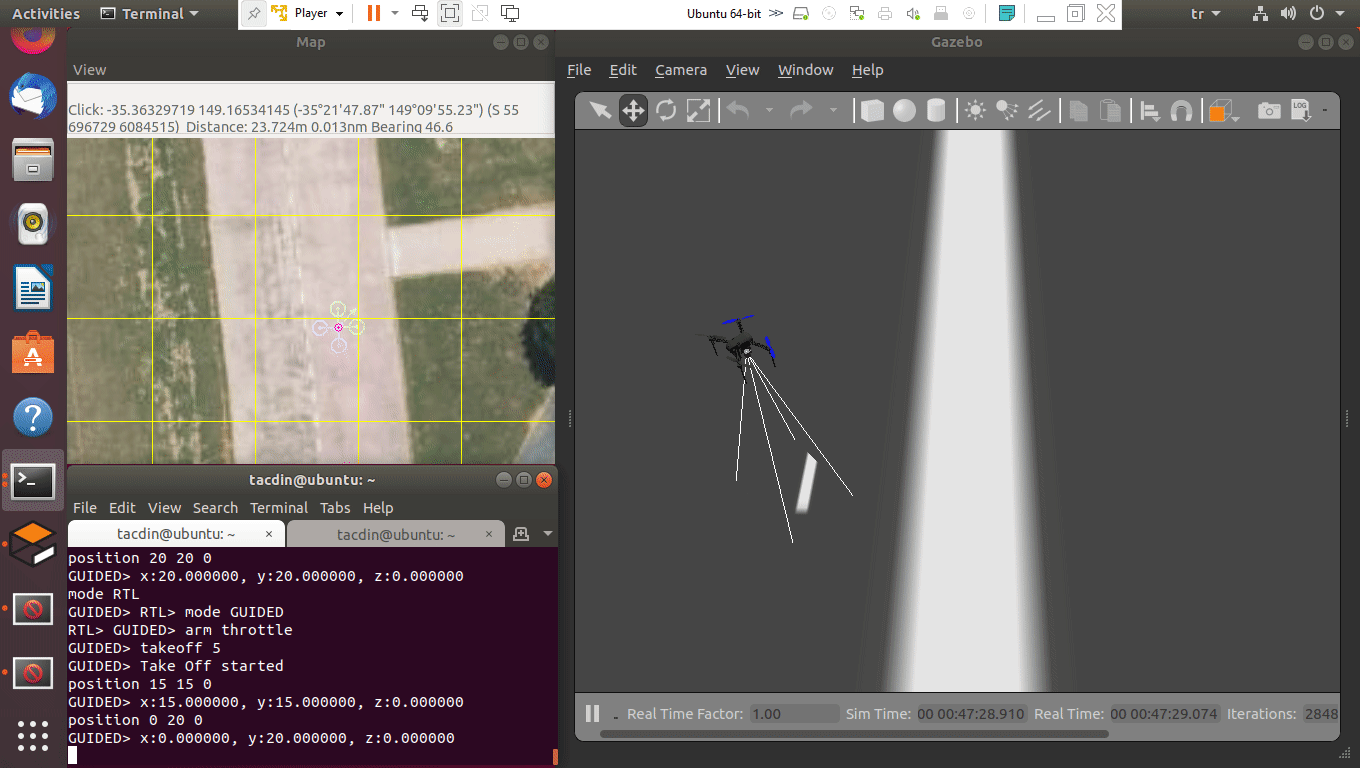 Activities
Terminal
Player
Ubuntu 64-bit
tr
Map
View
Click: -35.36329719 149.16534145 (-35°21'47.87" 149°09'55.23") (S 55
696729 6084515)  Distance: 23.724m 0.013nm Bearing 46.6
tacdin@ubuntu: ~
File Edit View Search Terminal Tabs Help
tacdin@ubuntu: ~ ×
tacdin@ubuntu: ~ ×
position 20 20 0
GUIDED> x:20.000000, y:20.000000, z:0.000000
mode RTL
GUIDED> RTL> mode GUIDED
RTL> GUIDED> arm throttle
GUIDED> takeoff 5
GUIDED> Take Off started
position 15 15 0
GUIDED> x:15.000000, y:15.000000, z:0.000000
position 0 20 0
GUIDED> x:0.000000, y:20.000000, z:0.000000
Gazebo
File Edit Camera View Window Help
LOG
Real Time Factor: 1.00 Sim Time: 00 00:47:28.910 Real Time: 00 00:47:29.074 Iterations: 2848